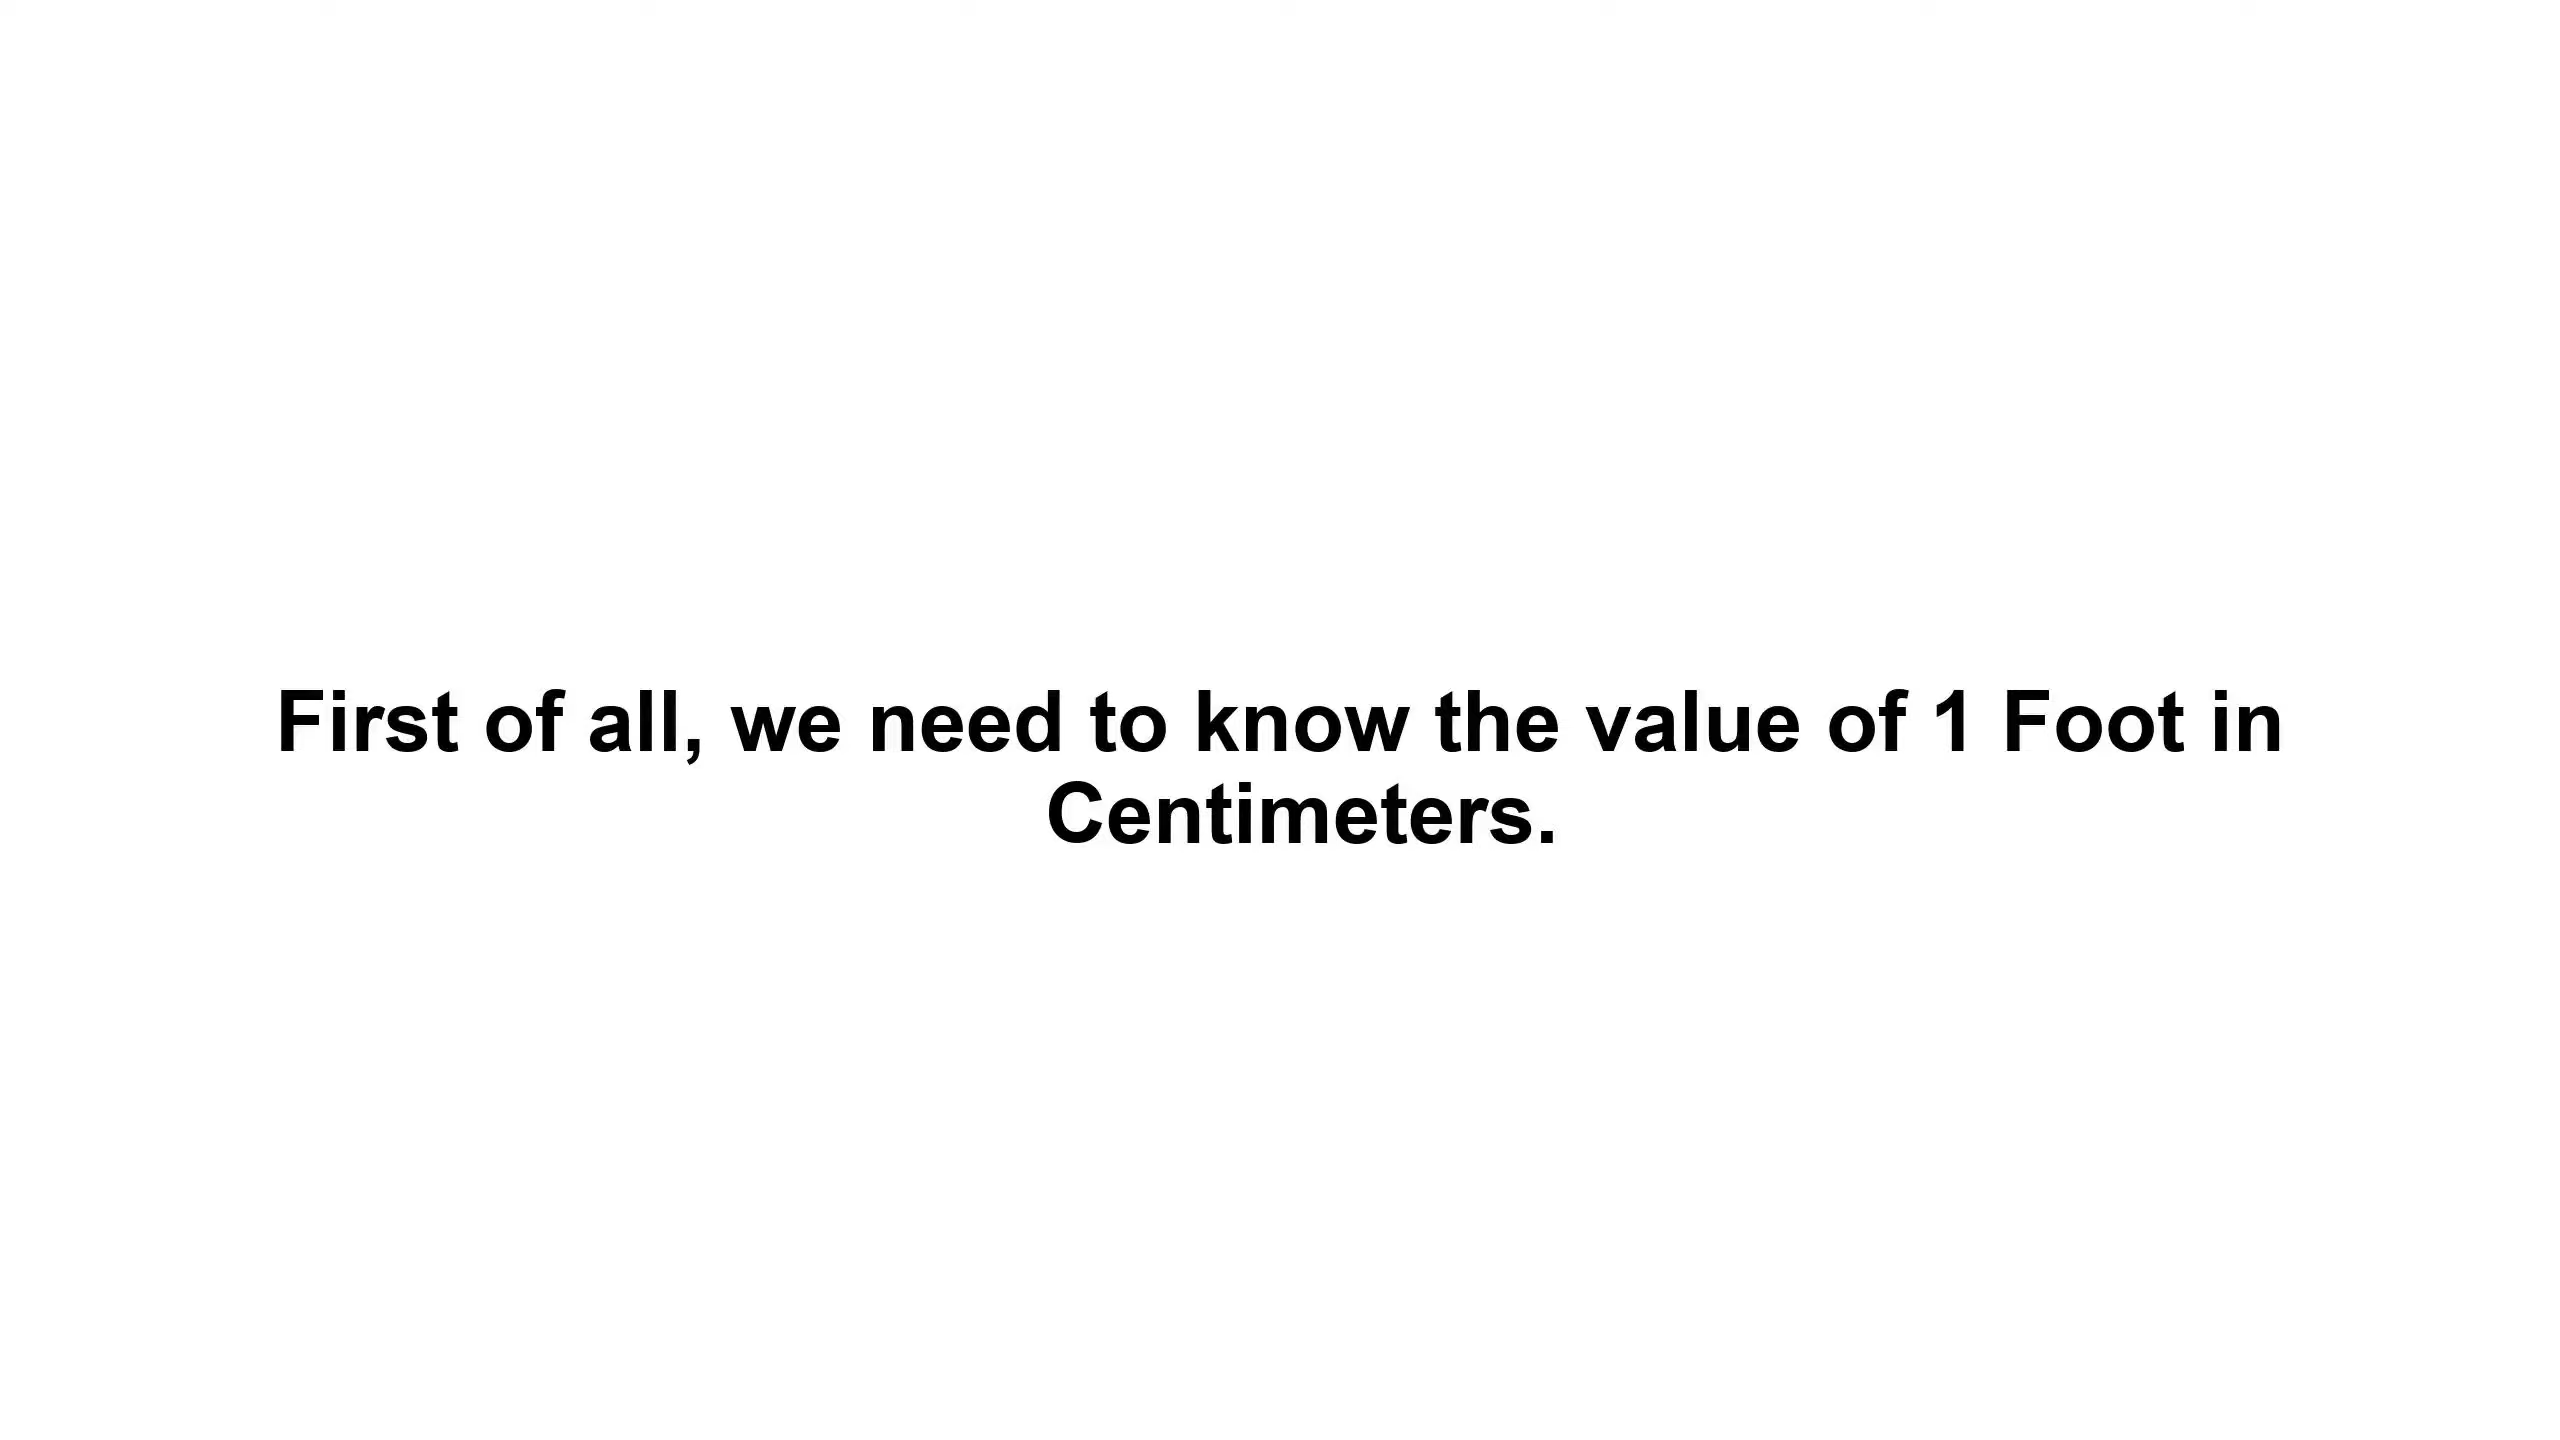 First of all, we need to know the value of 1 Foot in
Centimeters.